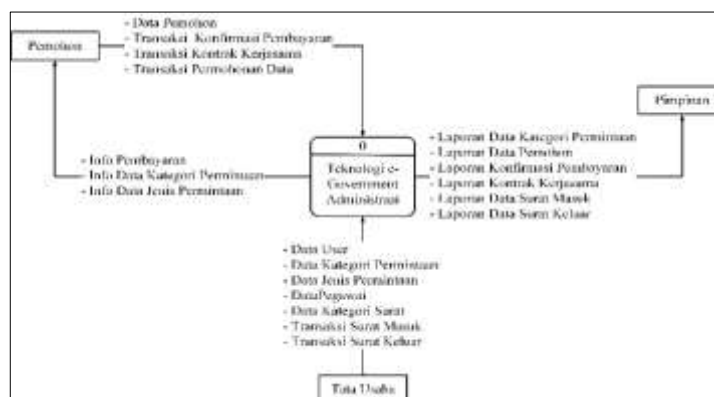 Pemohon
- Data Pemohon
- Transaksi Konfirmasi Pembayaran
- Transaksi Kontrak Kerjasama
- Transaksi Permohonan Data
Pimpinan
- Info Pembayaran
- Info Data Kategori Permintaan
- Info Data Jenis Permintaan
0
Teknologi e-
Government
Administrasi
- Laporan Data Kategori Permintaan
- Laporan Data Pemohon
- Laporan Konfirmasi Pembayaran
- Laporan Kontrak Kerjasama
- Laporan Data Surat Masuk
- Laporan Data Surat Keluar
- Data User
- Data Kategori Permintaan
- Data Jenis Permintaan
- DataPegawai
- Data Kategori Surat
- Transaksi Surat Masuk
- Transaksi Surat Keluar
Tata Usaha